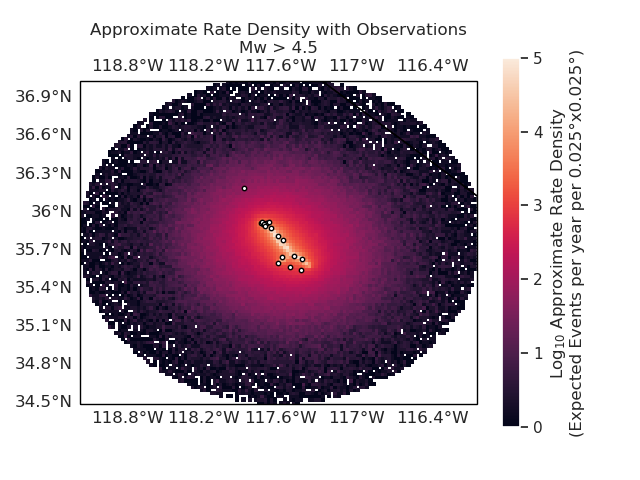 Approximate Rate Density with Observations
Mw > 4.5
118.8°W 118.2°W 117.6°W 117°W 116.4°W
36.9°N
36.6°N
36.3°N
36°N
35.7°N
35.4°N
35.1°N
34.8°N
34.5°N
118.8°W 118.2°W 117.6°W 117°W 116.4°W
5
4
3
2
1
0
Log₁₀ Approximate Rate Density
(Expected Events per year per 0.025°x0.025°)